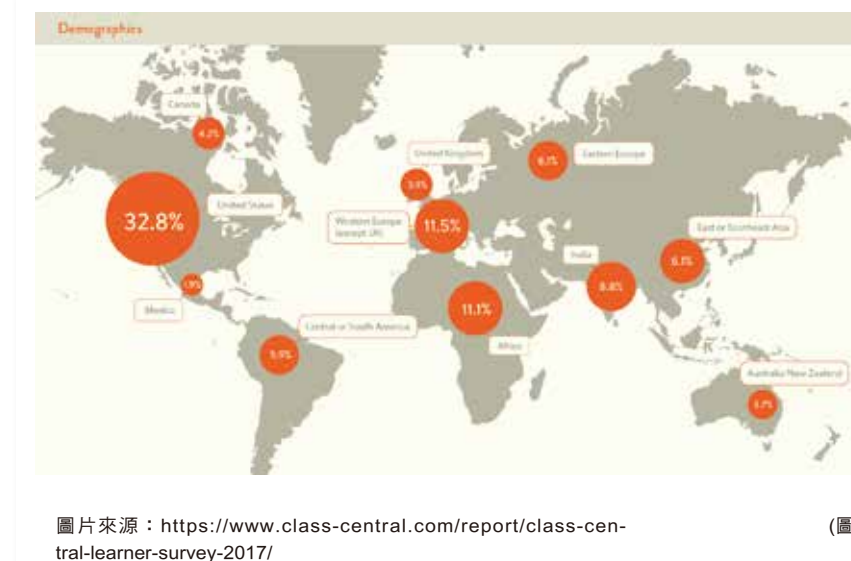 Demographics
Canada
4.2%
United Kingdom
Eastern Europe
32.8%
United States
Western Europe
(except UK)
11.5%
East or Southeast Asia
India
8.8%
Mexico
11.1%
Central or South America
Africa
Australia/New Zealand
圖片來源：https://www.class-central.com/report/class-cen-
tral-learner-survey-2017/
(圖